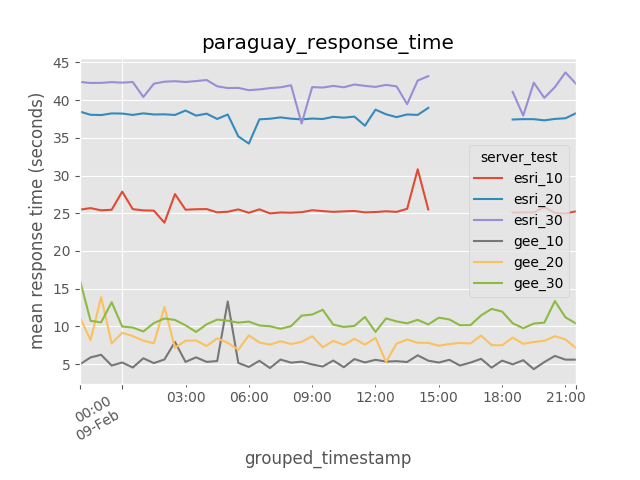 paraguay_response_time
mean response time (seconds)
45
40
35
30
25
20
15
10
5
server_test
esri_10
esri_20
esri_30
gee_10
gee_20
gee_30
00:00
09-Feb
03:00
06:00
09:00
12:00
15:00
18:00
21:00
grouped_timestamp